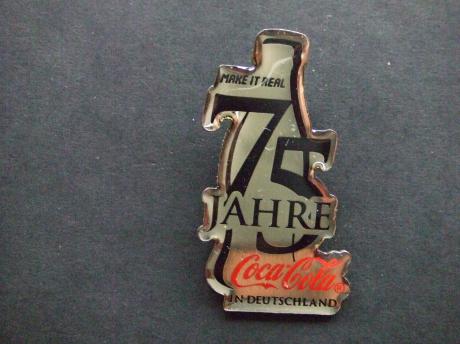 MAKE IT REAL
75
JAHRE
Coca-Cola®
IN DEUTSCHLAND